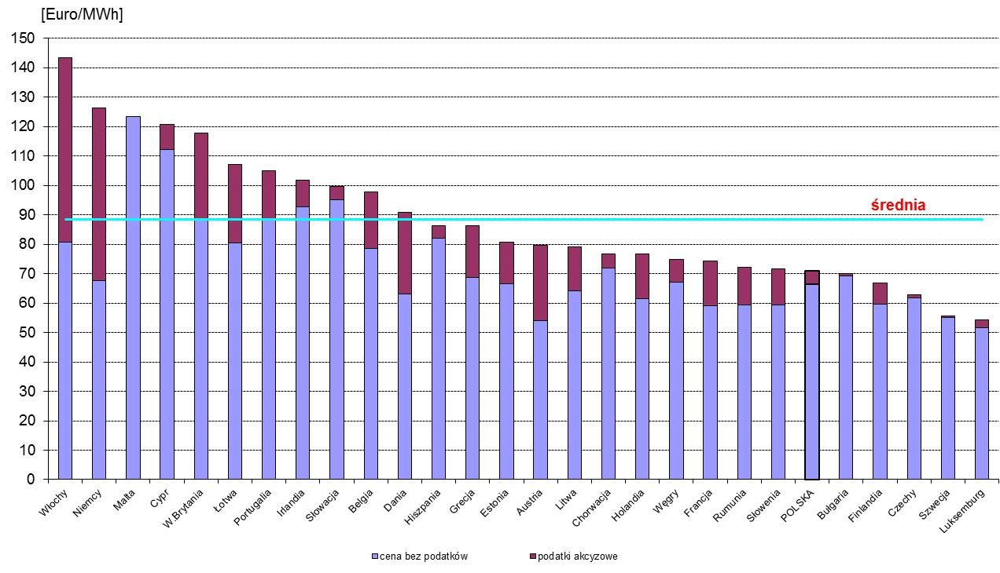 [Euro/MWh]
150
140
130
120
110
100
90
80
70
60
50
40
30
20
10
0
średnia
Włochy
Niemcy
Malta
Cypr
W.Brytania
Łotwa
Portugalia
Irlandia
Słowacja
Belgia
Dania
Hiszpania
Grecja
Estonia
Austria
Litwa
Chorwacja
Holandia
Węgry
Francja
Rumunia
Słowenia
POLSKA
Bułgaria
Finlandia
Czechy
Szwecja
Luksemburg
cena bez podatków
podatki akcyzowe